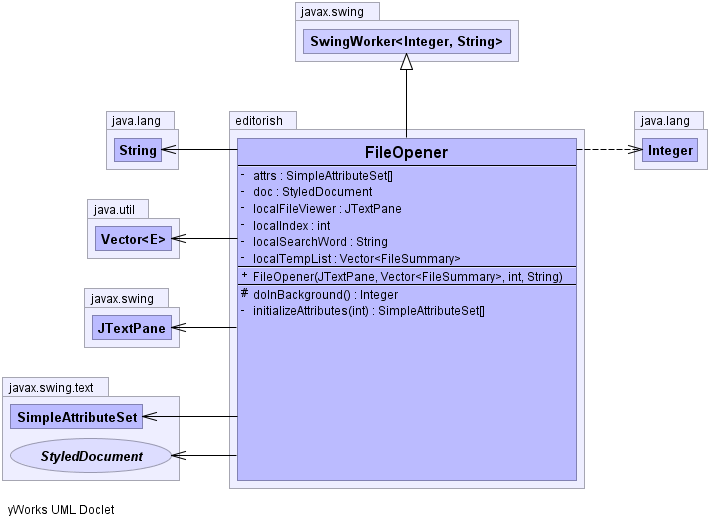 javax.swing
SwingWorker<Integer, String>
java.lang
String
editorish
java.lang
Integer
FileOpener
- attrs : SimpleAttributeSet[]
- doc : StyledDocument
- localFileViewer : JTextPane
- localIndex : int
- localSearchWord : String
- localTempList : Vector<FileSummary>
+ FileOpener(JTextPane, Vector<FileSummary>, int, String)
# doInBackground() : Integer
- initializeAttributes(int) : SimpleAttributeSet[]
java.util
Vector<E>
javax.swing
JTextPane
javax.swing.text
SimpleAttributeSet
StyledDocument
yWorks UML Doclet